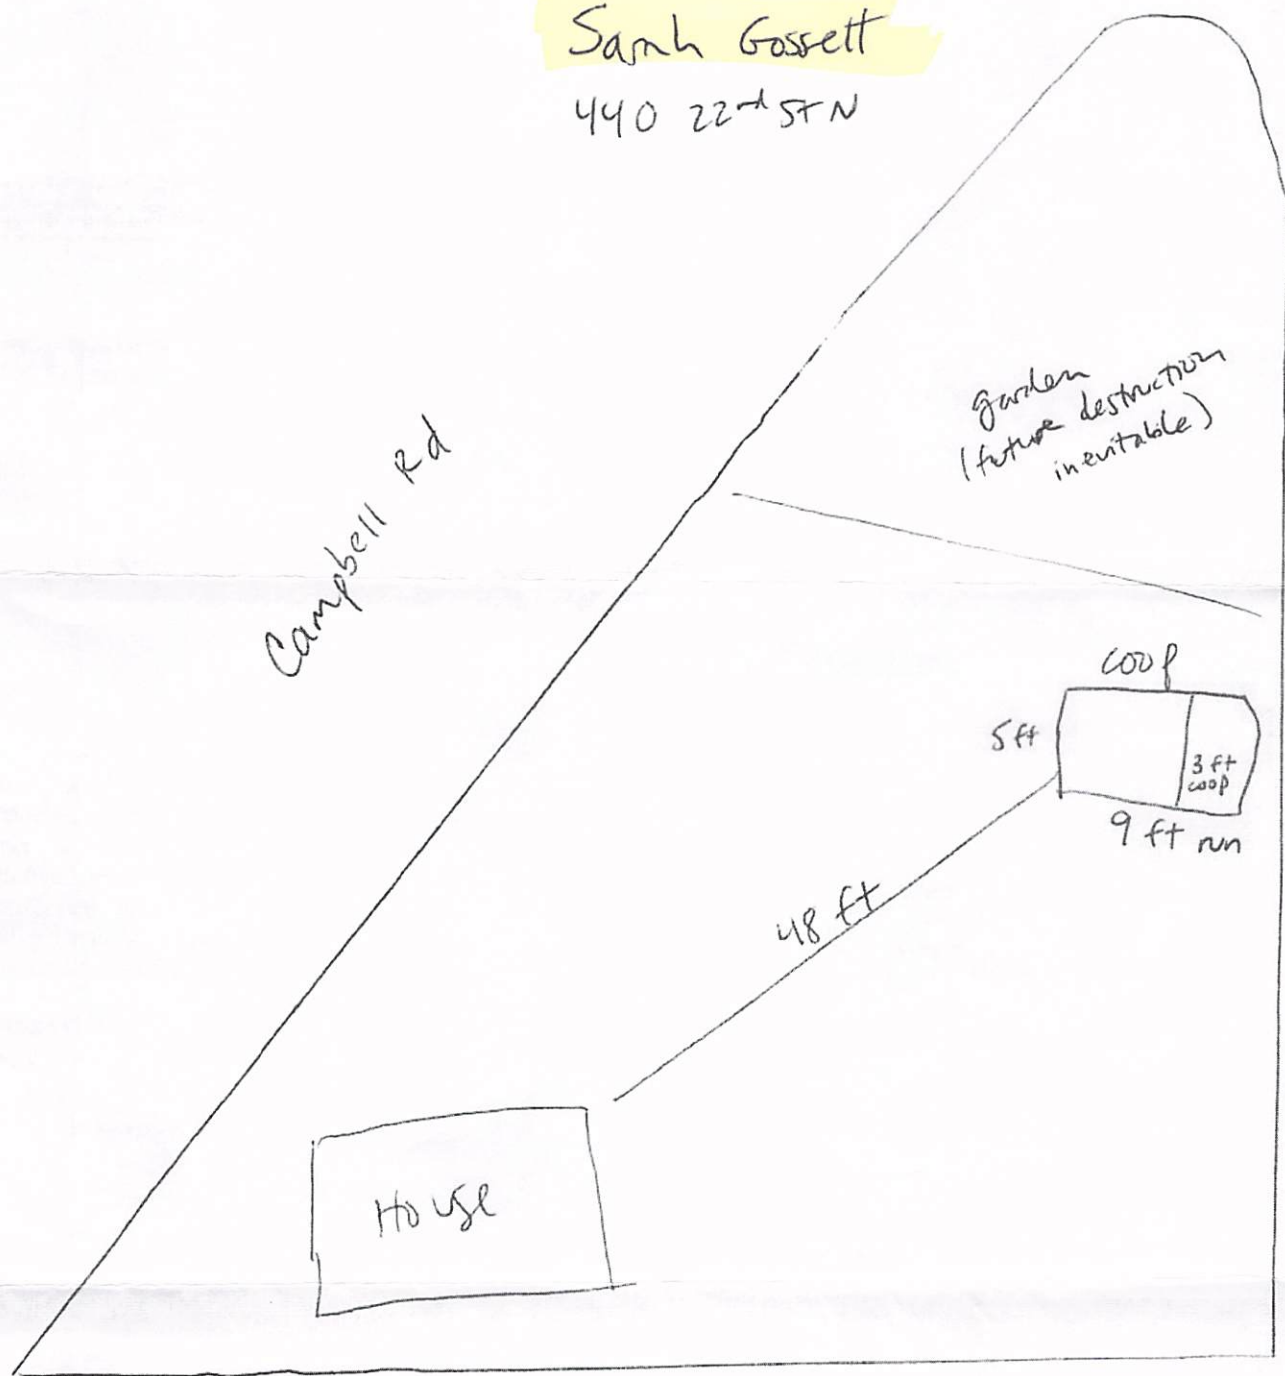 Sarah Gossett
440 22nd St N
Campbell Rd
garden
(future destruction
inevitable)
coop
5 ft
3 ft
coop
9 ft run
48 ft
House